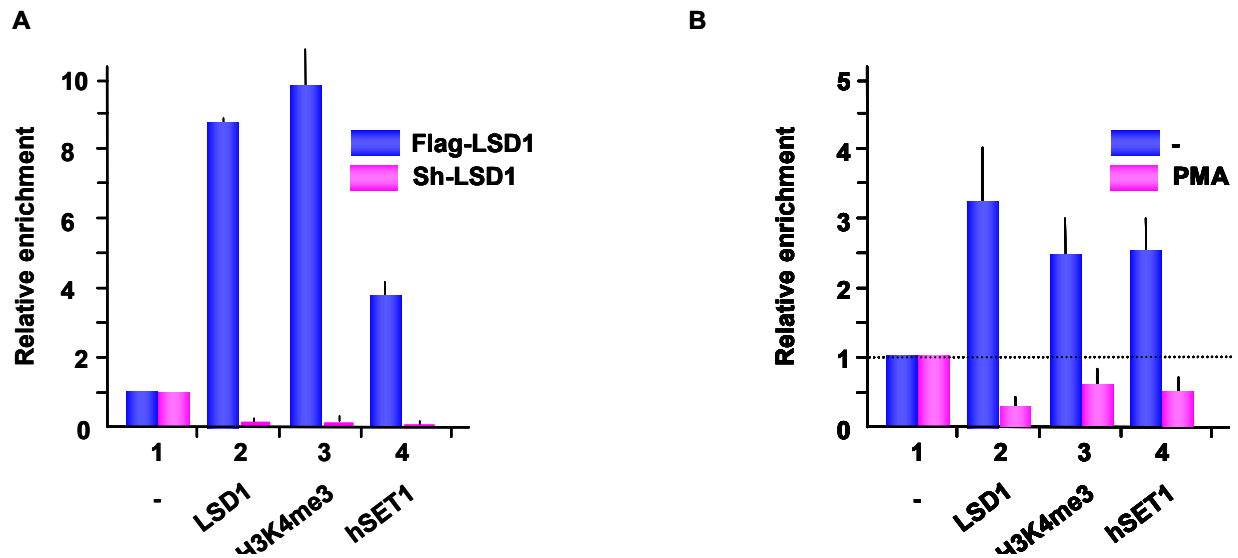 A
Relative enrichment
10
8
6
4
2
0
Flag-LSD1
Sh-LSD1
1 2 3 4
- LSD1 H3K4me3 hSET1
B
Relative enrichment
5
4
3
2
1
0
-
PMA
1 2 3 4
- LSD1 H3K4me3 hSET1